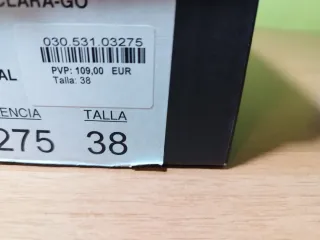 CLARA-GO
030.531.03275
PVP: 109,00 EUR
Talla: 38
AL
ENCIA TALLA
275 38